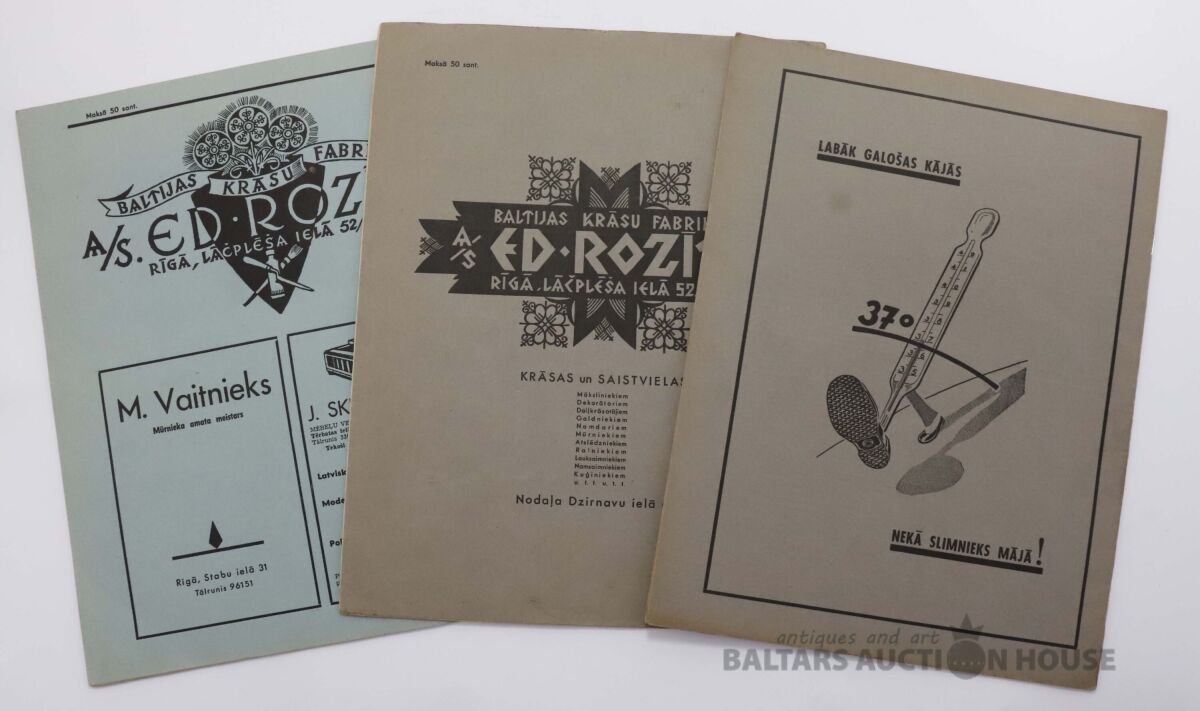 Maksā 50 sant.
BALTIJAS KRĀSU
A/S. ED. ROZ
RĪGĀ, LĀČPLĒŠA IELĀ 52/
M. Vaitnieks
Mūrnieka amata meistars
Rīgā, Stabu ielā 31
Tālrunis 96151
J. SK
Latvisk
Mode
Maksā 50 sant.
BALTIJAS KRĀSU
A/S ED. ROZĪ
RĪGĀ, LĀČPLĒŠA IELĀ 52
KRĀSAS un SAISTVIELAS
Māksliniekiem
Dekorātoriem
Daiļkrāsotājiem
Galdniekiem
Namdariem
Mūrniekiem
Atslēdzniekiem
Ratniekiem
Lauksaimniekiem
Namsaimniekiem
Kuģiniekiem
u. t. t. u. t. t.
Nodaļa Dzirnavu ielā
LABĀK GALOŠAS KĀJĀS
37°
NEKĀ SLIMNIEKS MĀJĀ!
antiques and art
BALTARS AUCTION HOUSE